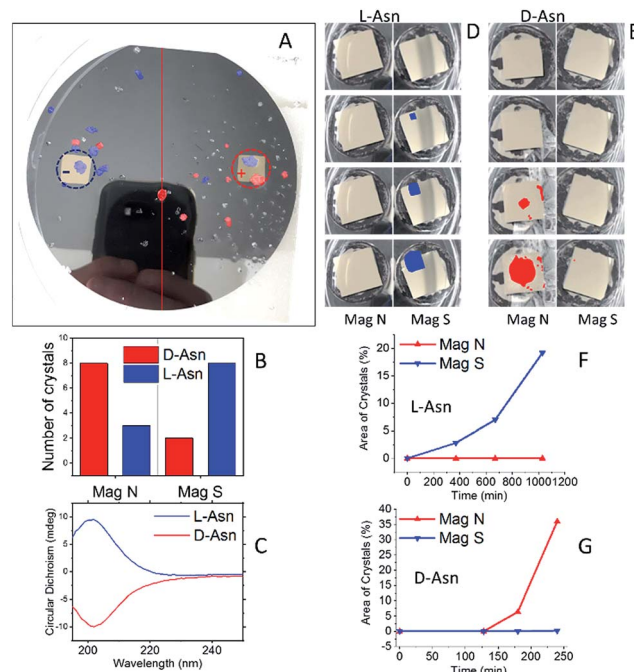 A
-
+
L-Asn
D-Asn
D
E
Mag N
Mag S
Mag N
Mag S
B
D-Asn
L-Asn
Number of crystals
10
8
6
4
2
0
Mag N
Mag S
C
L-Asn
D-Asn
Circular Dichroism (mdeg)
10
5
0
-5
-10
200
220
240
Wavelength (nm)
F
Mag N
Mag S
L-Asn
Area of Crystals (%)
20
15
10
5
0
0
200
400
600
800
1000
1200
Time (min)
G
Mag N
Mag S
D-Asn
Area of Crystals (%)
40
35
30
25
20
15
10
5
0
-5
0
50
100
150
200
250
Time (min)